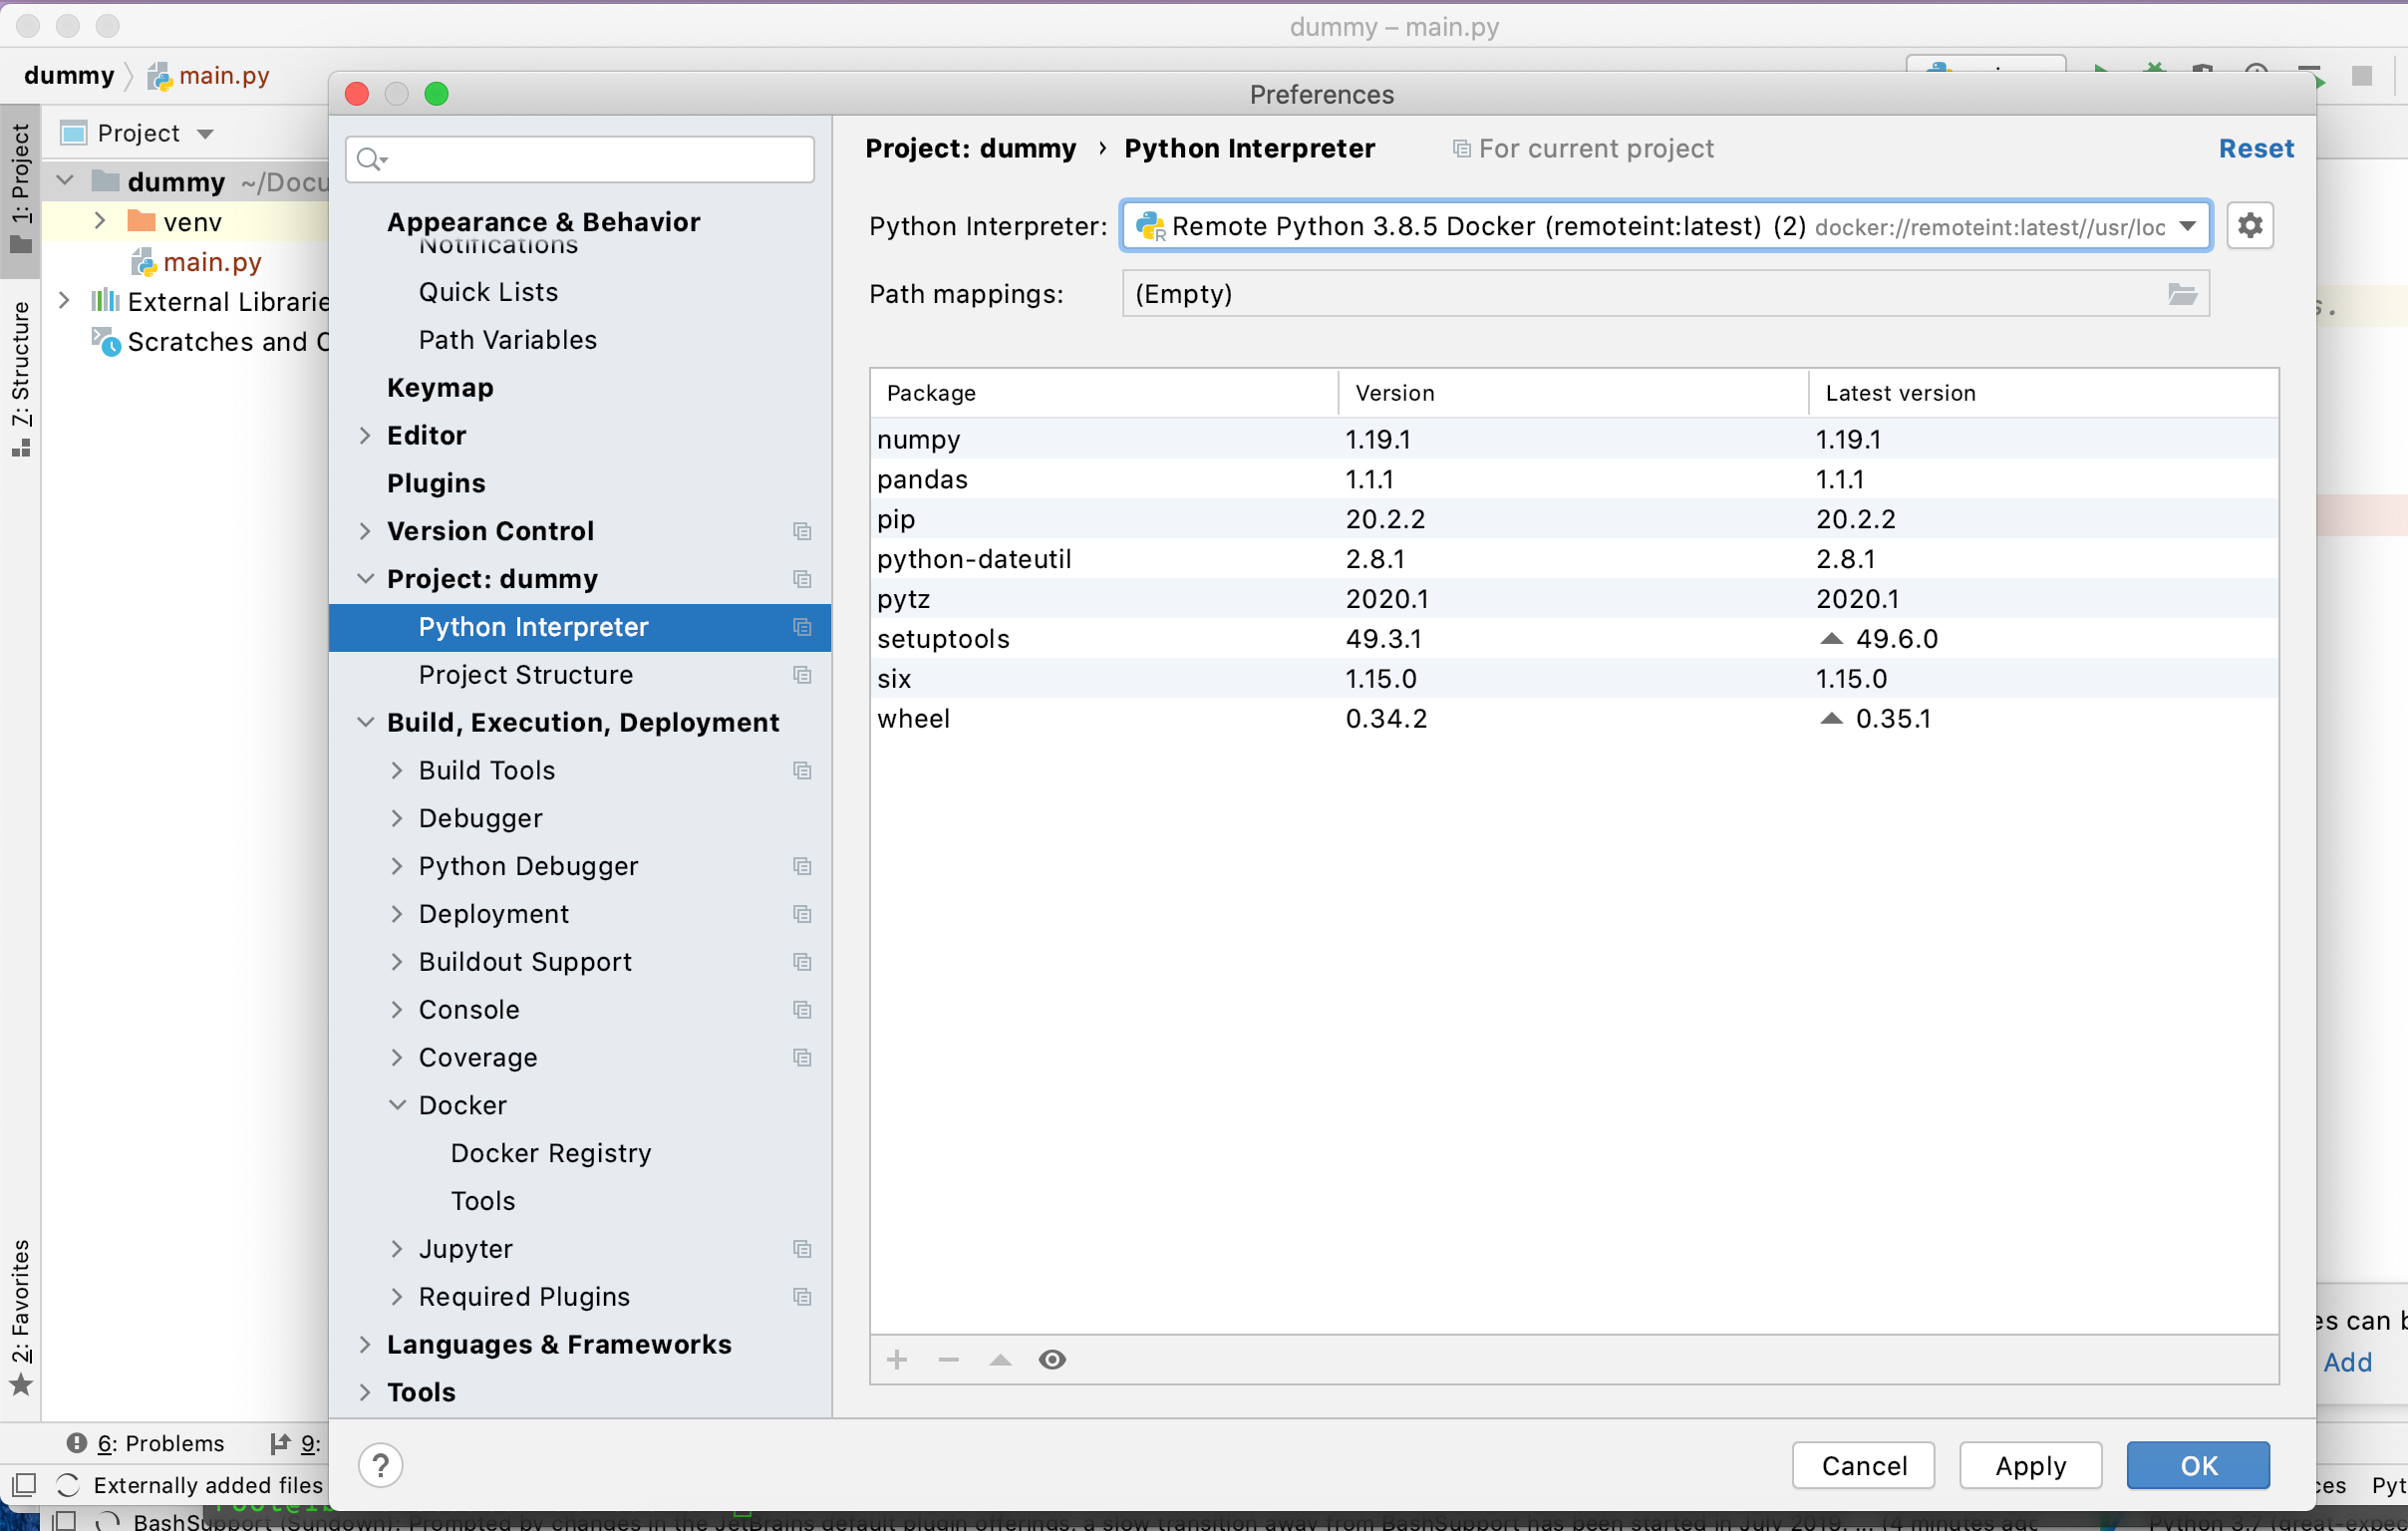 dummy – main.py
dummy main.py
Preferences
1: Project
Project
dummy ~/Docu
venv
main.py
External Librarie
Scratches and C
7: Structure
2: Favorites
Appearance & Behavior
Notifications
Quick Lists
Path Variables
Keymap
Editor
Plugins
Version Control
Project: dummy
Python Interpreter
Project Structure
Build, Execution, Deployment
Build Tools
Debugger
Python Debugger
Deployment
Buildout Support
Console
Coverage
Docker
Docker Registry
Tools
Jupyter
Required Plugins
Languages & Frameworks
Tools
Project: dummy › Python Interpreter For current project Reset
Python Interpreter: Remote Python 3.8.5 Docker (remoteint:latest) (2) docker://remoteint:latest//usr/loc
Path mappings: (Empty)
Package Version Latest version
numpy 1.19.1 1.19.1
pandas 1.1.1 1.1.1
pip 20.2.2 20.2.2
python-dateutil 2.8.1 2.8.1
pytz 2020.1 2020.1
setuptools 49.3.1 49.6.0
six 1.15.0 1.15.0
wheel 0.34.2 0.35.1
s.
es can b
Add
? Cancel Apply OK
6: Problems 9:
Externally added files
ces Pyt
BashSupport (Sundown): Prompted by changes in the JetBrains default plugin offerings, a slow transition away from BashSupport has been started in July 2019. ... (4 minutes ago Python 3.7 (great-expe